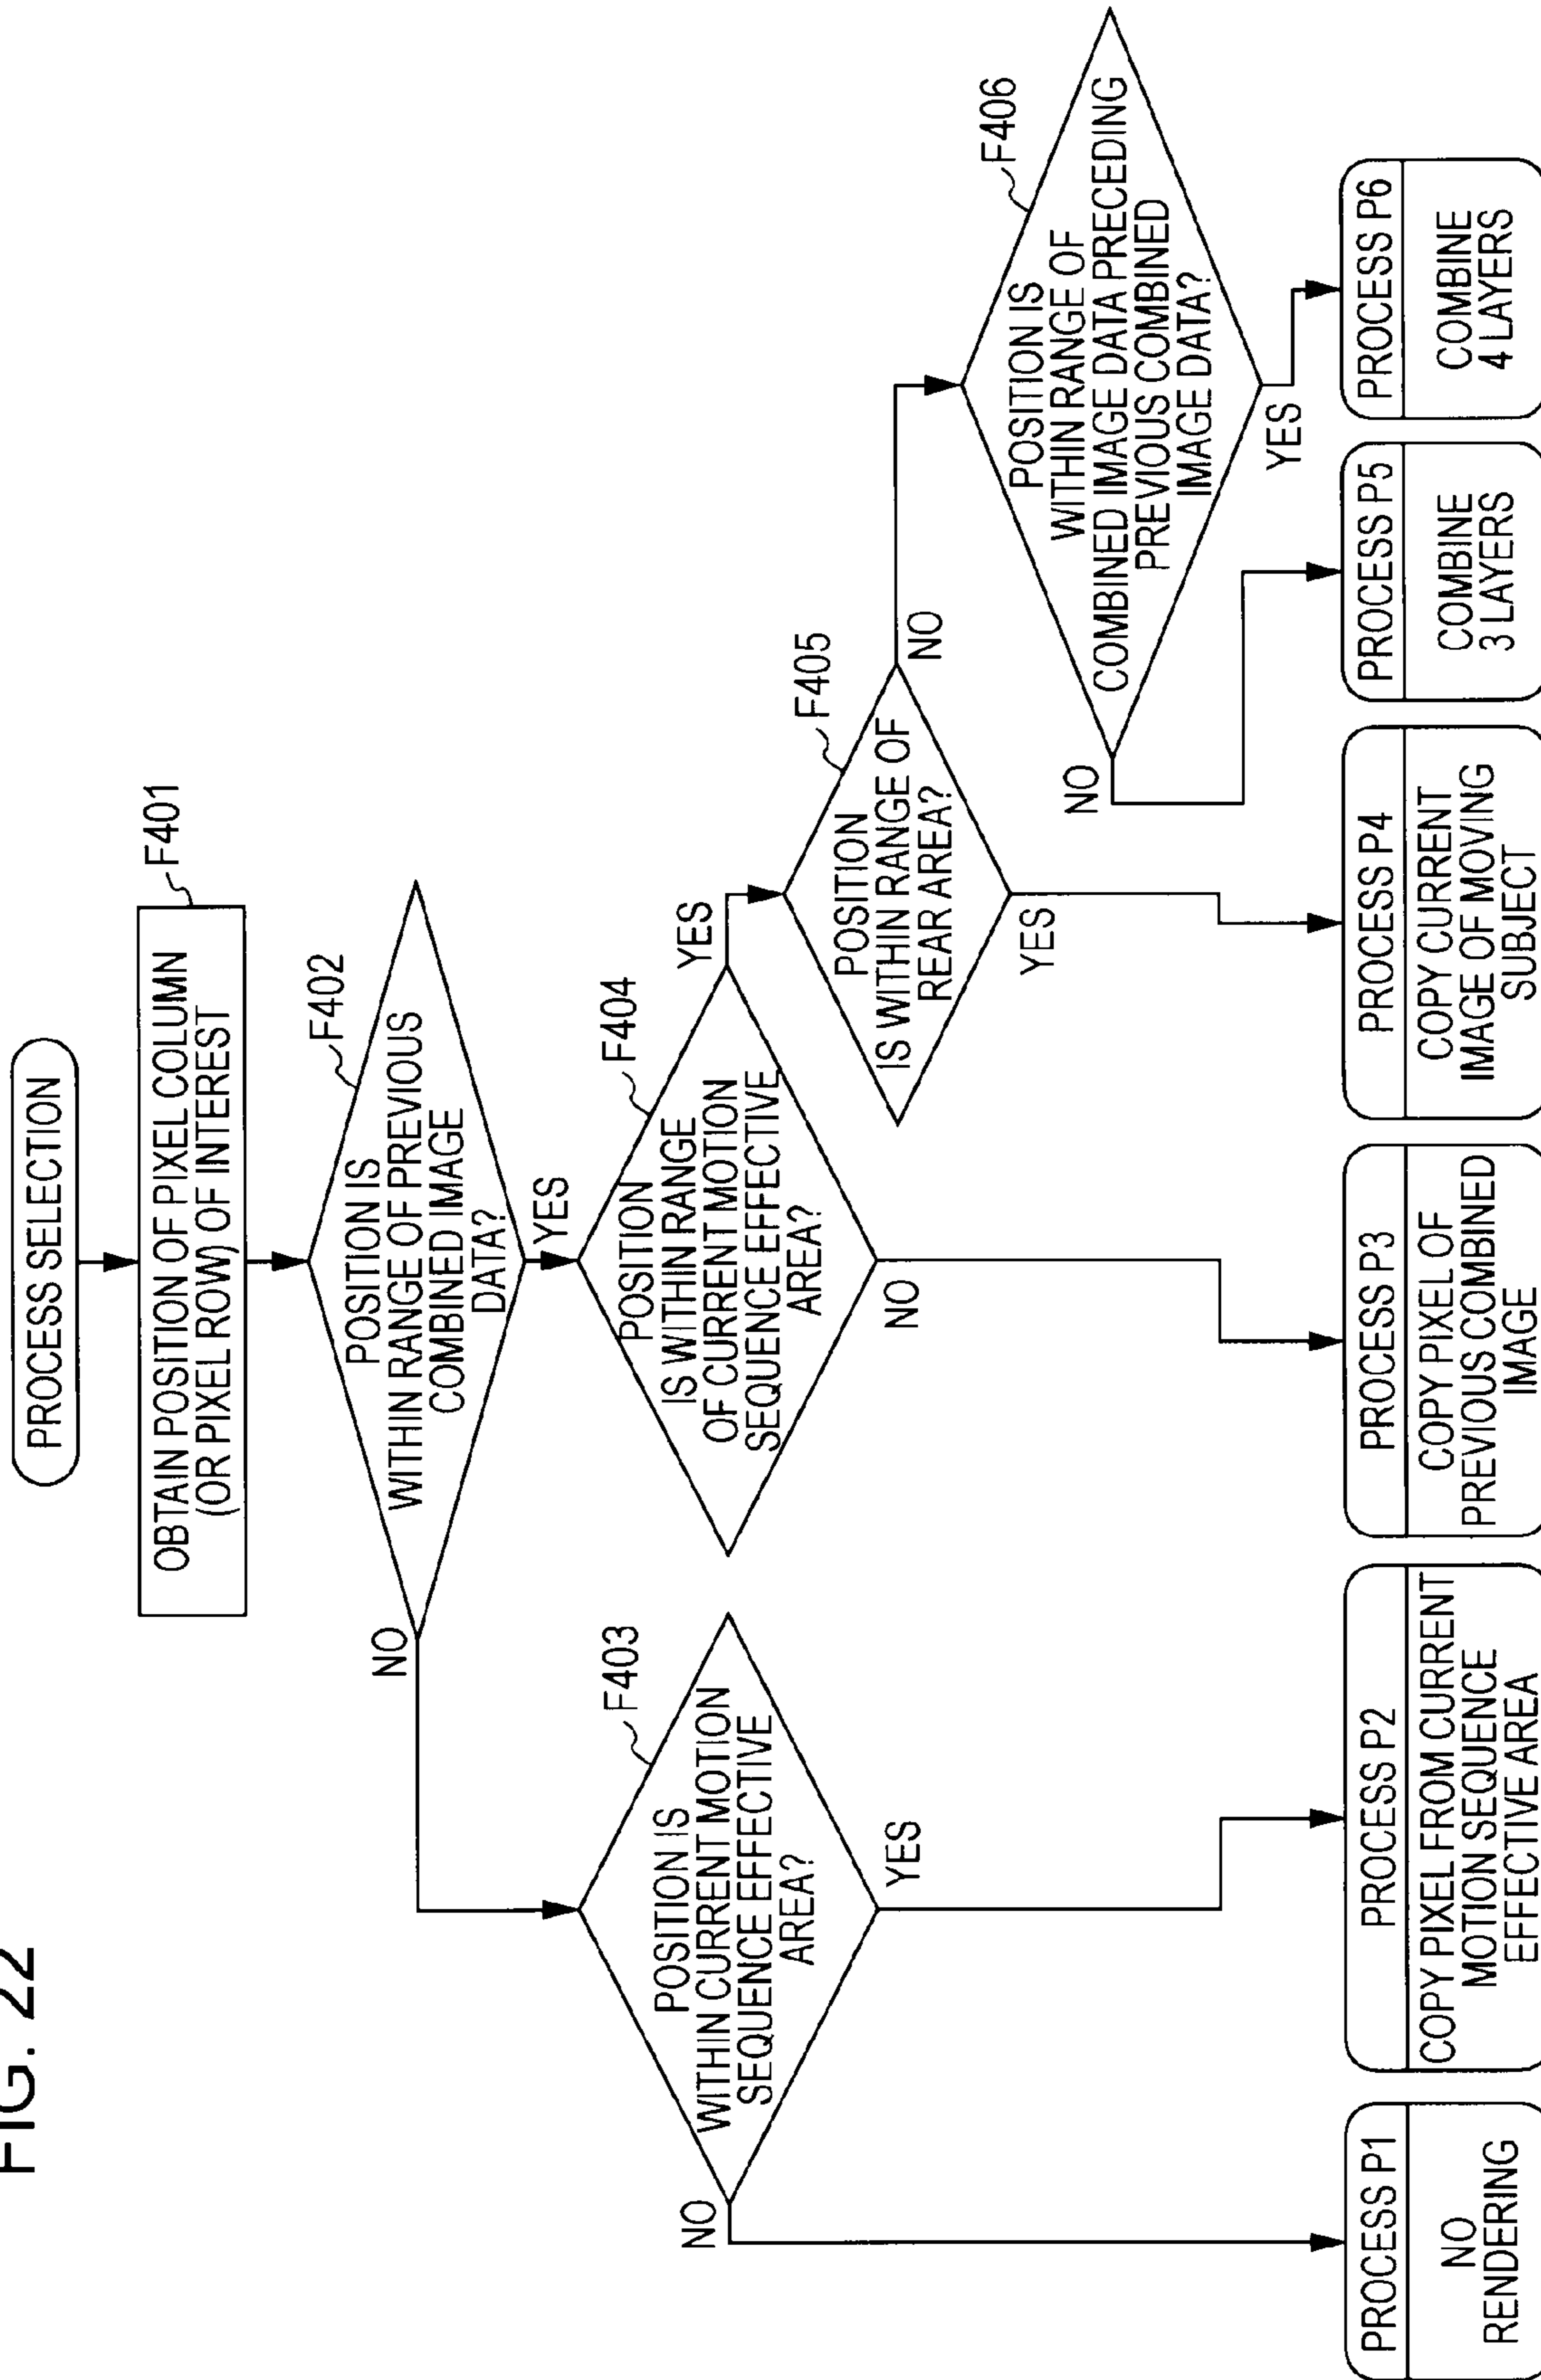 FIG. 22
PROCESS SELECTION
OBTAIN POSITION OF PIXEL COLUMN
(OR PIXEL ROW) OF INTEREST
F401
POSITION IS
WITHIN RANGE OF PREVIOUS
COMBINED IMAGE
DATA?
F402
NO
YES
POSITION IS
WITHIN CURRENT MOTION
SEQUENCE EFFECTIVE
AREA?
F403
NO
YES
POSITION
IS WITHIN RANGE
OF CURRENT MOTION
SEQUENCE EFFECTIVE
AREA?
F404
YES
NO
POSITION
IS WITHIN RANGE OF
REAR AREA?
F405
NO
YES
POSITION IS
WITHIN RANGE OF
COMBINED IMAGE DATA PRECEDING
PREVIOUS COMBINED
IMAGE DATA?
F406
NO
YES
PROCESS P1
NO
RENDERING
PROCESS P2
COPY PIXEL FROM CURRENT
MOTION SEQUENCE
EFFECTIVE AREA
PROCESS P3
COPY PIXEL OF
PREVIOUS COMBINED
IMAGE
PROCESS P4
COPY CURRENT
IMAGE OF MOVING
SUBJECT
PROCESS P5
COMBINE
3 LAYERS
PROCESS P6
COMBINE
4 LAYERS